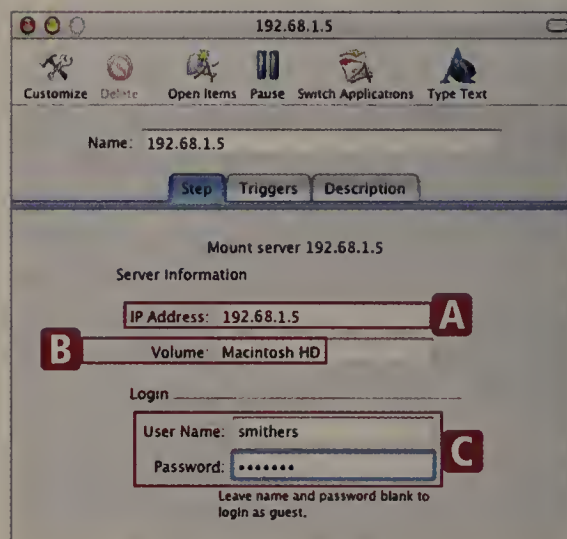 192.68.1.5
Customize Delete Open Items Pause Switch Applications Type Text
Name: 192.68.1.5
Step Triggers Description
Mount server 192.68.1.5
Server Information
IP Address: 192.68.1.5
A
B
Volume: Macintosh HD
Login
User Name: smithers
Password: •••••••
C
Leave name and password blank to
login as guest.